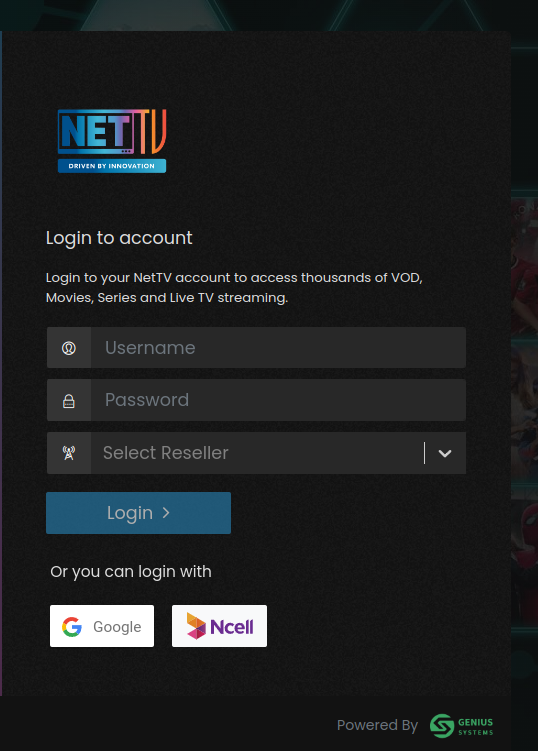 NETTV
DRIVEN BY INNOVATION
Login to account
Login to your NetTV account to access thousands of VOD,
Movies, Series and Live TV streaming.
Username
Password
Select Reseller
Login
Or you can login with
Google
Ncell
Powered By GENIUS
SYSTEMS